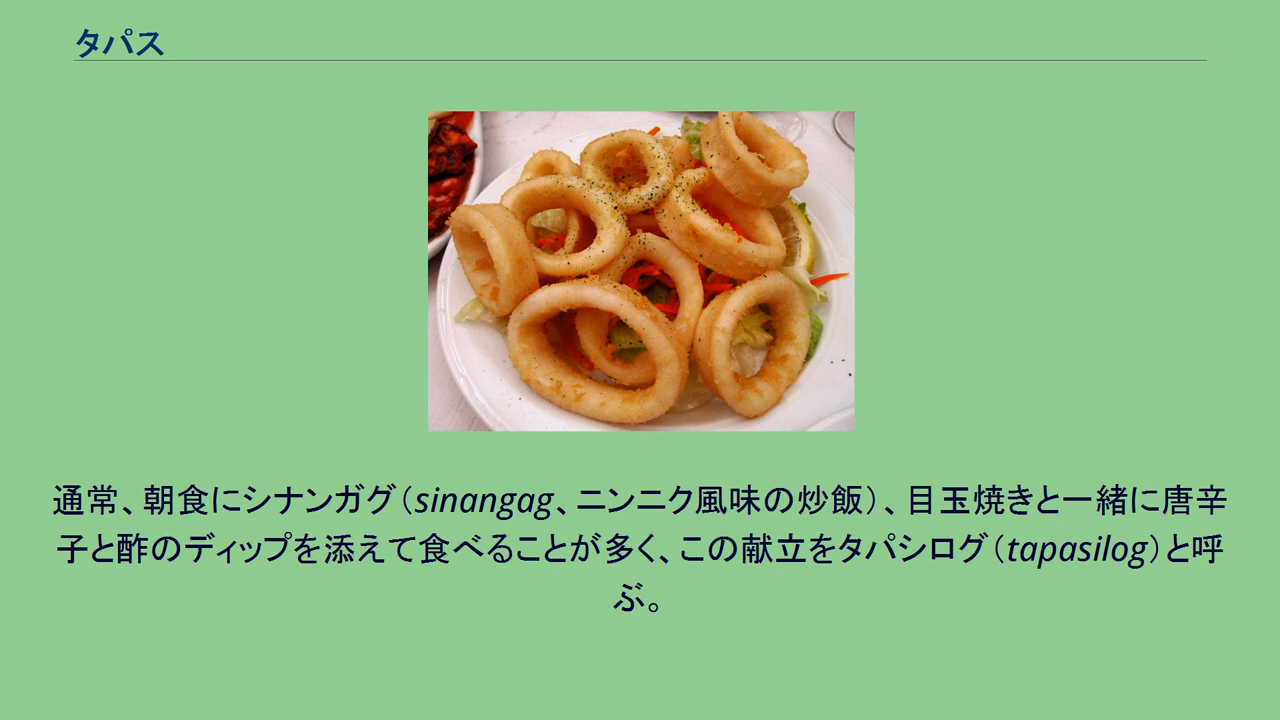 タパス
通常、朝食にシナンガグ（sinangag、ニンニク風味の炒飯）、目玉焼きと一緒に唐辛
子と酢のディップを添えて食べることが多く、この献立をタパシログ（tapasilog）と呼
ぶ。